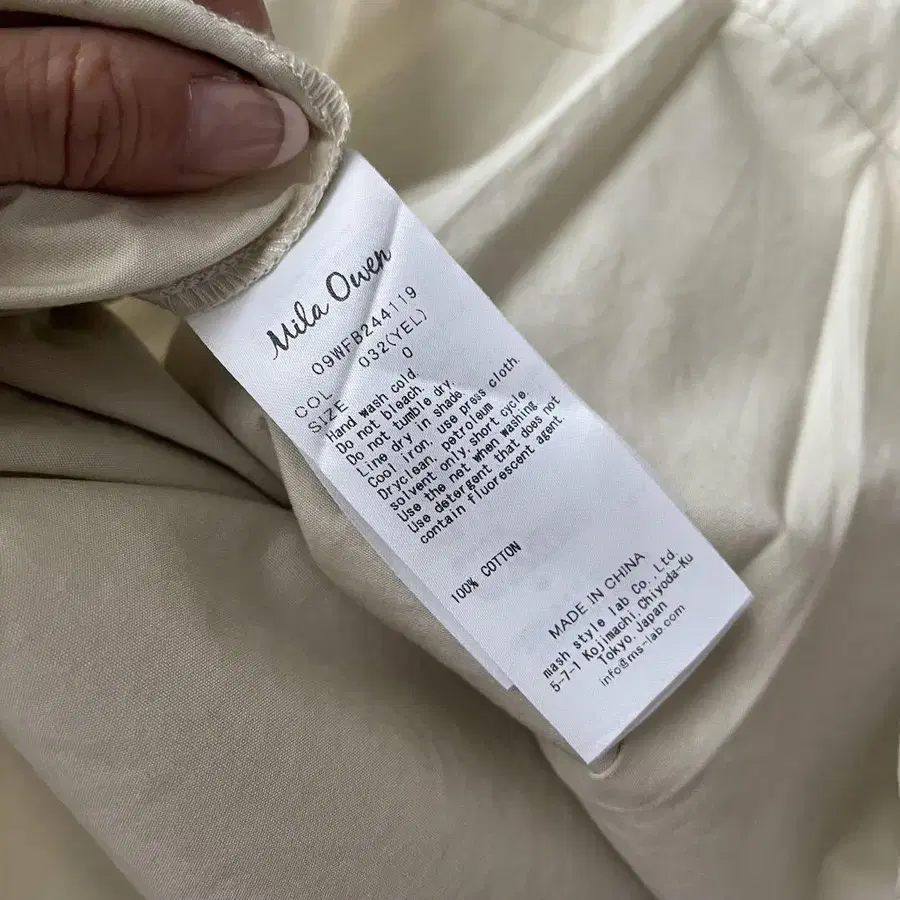 Mila Owen
09WFB244119
COL 032(YEL)
SIZE 0
Hand wash cold.
Do not bleach.
Do not tumble dry.
Line dry in shade.
Cool iron, use press cloth.
Dryclean, petroleum
solvent only, short cycle.
Use the net when washing
Use detergent that does not
contain fluorescent agent
100% COTTON
MADE IN CHINA
mash style lab Co., Ltd.
5-7-1 Kojimachi, Chiyoda-Ku
Tokyo, Japan
info@ms-lab.com